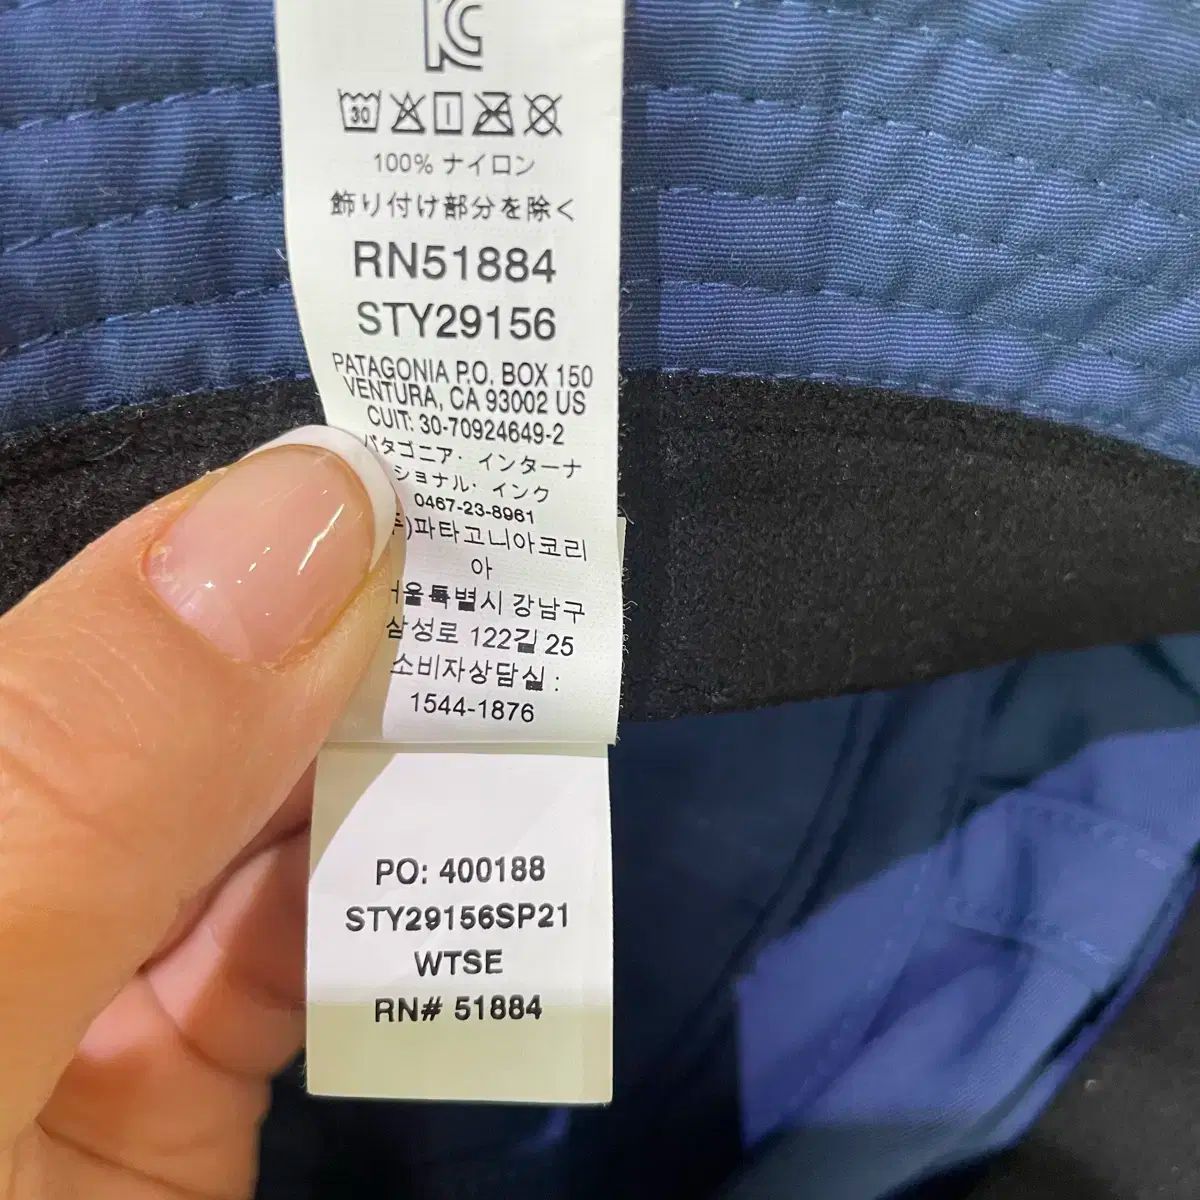 KC
30
100% ナイロン
飾り付け部分を除く
RN51884
STY29156
PATAGONIA P.O. BOX 150
VENTURA, CA 93002 US
CUIT: 30-70924649-2
パタゴニア・インターナ
ショナル・インク
0467-23-8961
)파타고니아코리
아
강남구
삼성로 122길 25
소비자상담실 :
1544-1876
PO: 400188
STY29156SP21
WTSE
RN# 51884